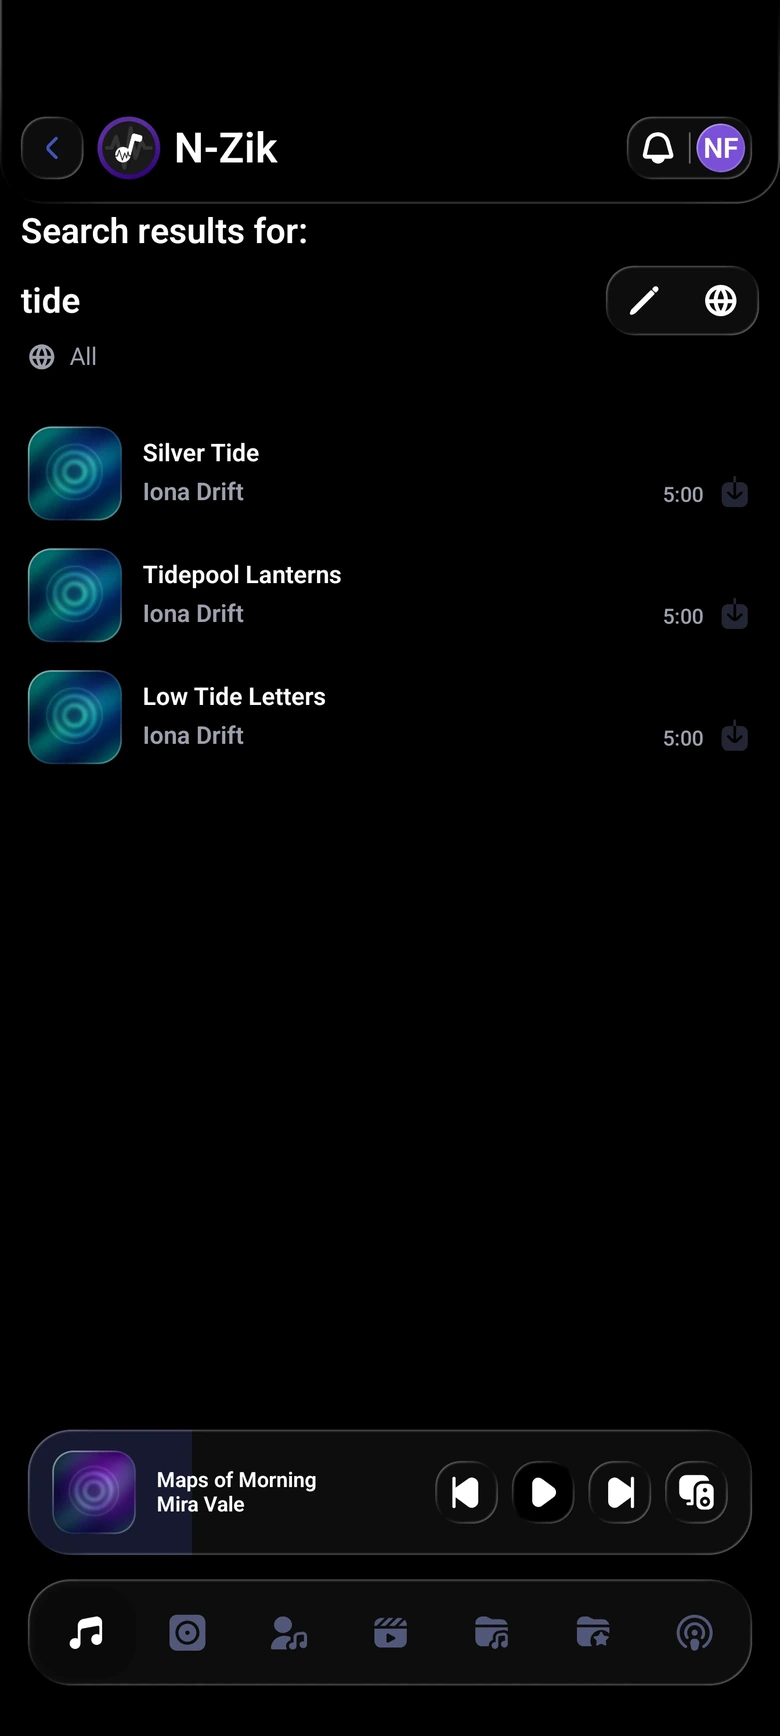 N-Zik
NF
Search results for:
tide
All
Silver Tide
Iona Drift
5:00
Tidepool Lanterns
Iona Drift
5:00
Low Tide Letters
Iona Drift
5:00
Maps of Morning
Mira Vale